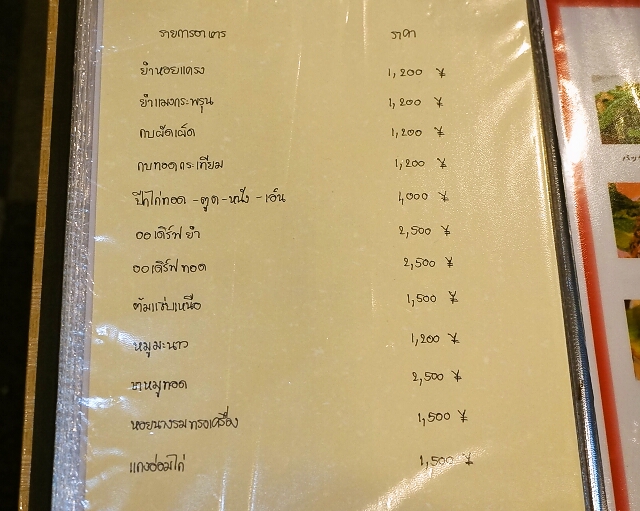 รายการอาหาร ราคา
ยำหอยแครง 1,200 ¥
ยำแมงกระพรุน 1,200 ¥
กบผัดเผ็ด 1,200 ¥
กบทอดกระเทียม 1,200 ¥
ปีกไก่ทอด - ตูด - หนัง - เอ็น 4,000 ¥
ออเดิร์ฟ ยำ 2,500 ¥
ออเดิร์ฟ ทอด 2,500 ¥
ต้มแซ่บเหนือ 1,500 ¥
หมูมะนาว 1,200 ¥
ขาหมูทอด 2,500 ¥
หอยนางรมทรงเครื่อง 1,500 ¥
แกงอ่อมไก่ 1,500 ¥